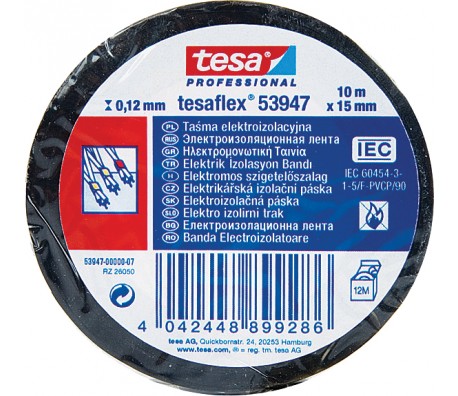 tesa
PROFESSIONAL
0,12 mm tesaflex® 53947 10 m x 15 mm
PL Taśma elektroizolacyjna
RUS Электроизоляционная лента
GR Ηλεκτρομονωτική Ταινία
TR Elektrik İzolasyon Bandı
H Elektromos szigetelőszalag
CZ Elektrikářská izolační páska
SK Elektroizolačná páska
SLO Elektro izolirni trak
BG Електроизолационна лента
RO Banda Electroizolatoare
IEC
IEC 60454-3-
1-5/F-PVCP/90
53947-00000-07
RZ 26050
12M
4 042448 899286
tesa AG, Quickbornstr. 24, 20253 Hamburg
www.tesa.com, ® = reg. tm. tesa AG